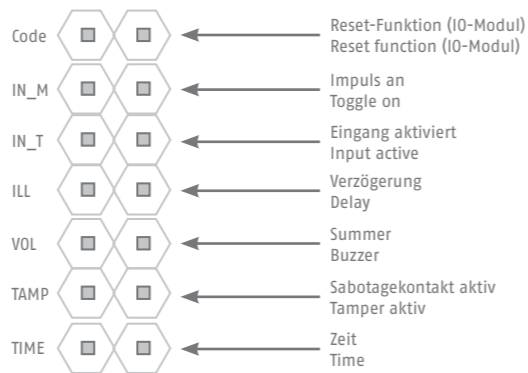 Code
Reset-Funktion (IO-Modul)
Reset function (IO-Modul)
IN_M
Impuls an
Toggle on
IN_T
Eingang aktiviert
Input active
ILL
Verzögerung
Delay
VOL
Summer
Buzzer
TAMP
Sabotagekontakt aktiv
Tamper aktiv
TIME
Zeit
Time